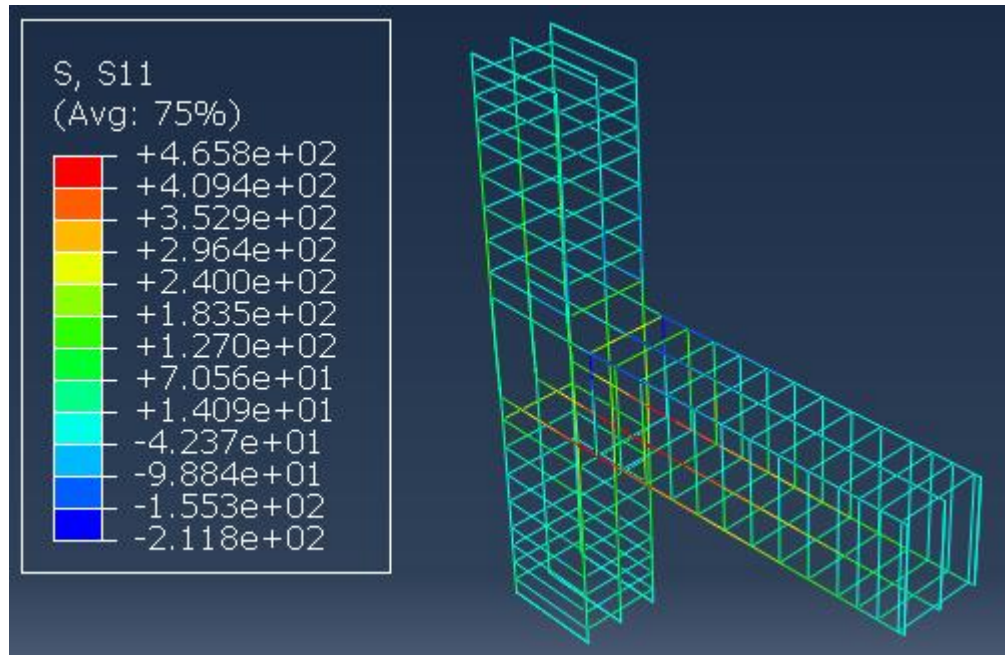 S, S11
(Avg: 75%)
+4.658e+02
+4.094e+02
+3.529e+02
+2.964e+02
+2.400e+02
+1.835e+02
+1.270e+02
+7.056e+01
+1.409e+01
-4.237e+01
-9.884e+01
-1.553e+02
-2.118e+02